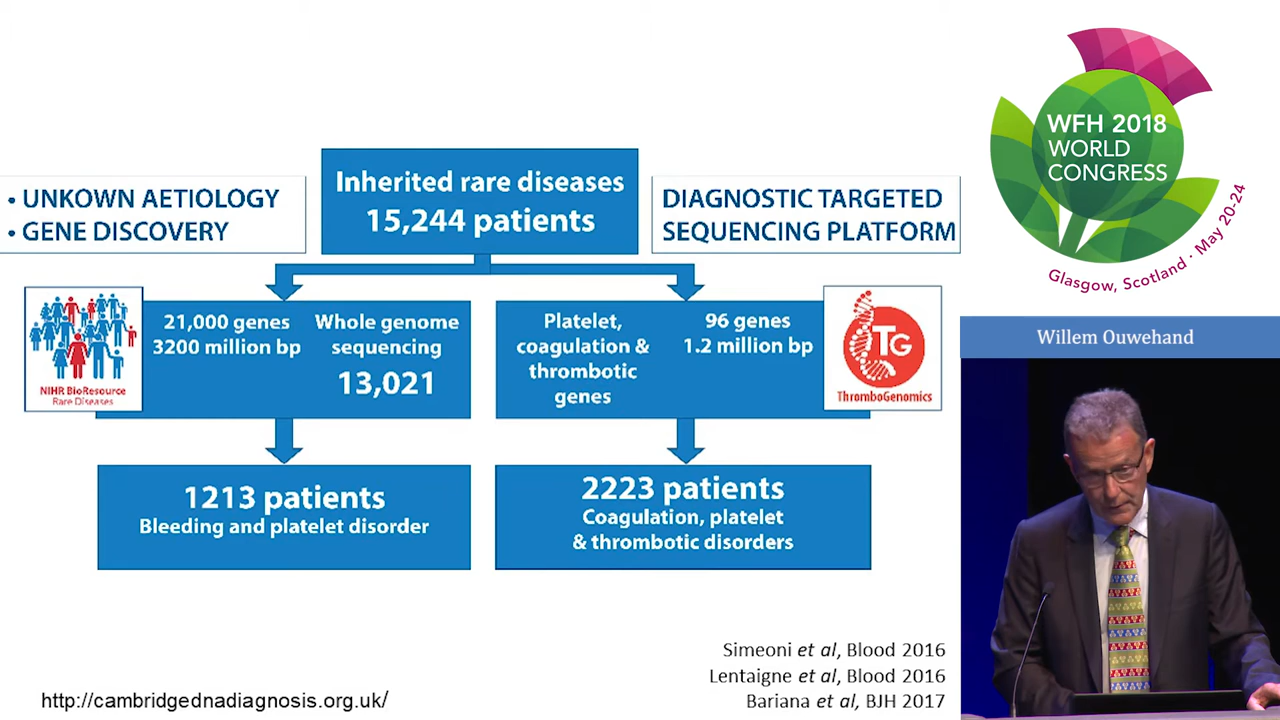 Inherited rare diseases
15,244 patients
• UNKOWN AETIOLOGY
• GENE DISCOVERY
DIAGNOSTIC TARGETED
SEQUENCING PLATFORM
NIHR BioResource
Rare Diseases
21,000 genes
3200 million bp
Whole genome
sequencing
13,021
Platelet,
coagulation &
thrombotic
genes
96 genes
1.2 million bp
TG
ThromboGenomics
1213 patients
Bleeding and platelet disorder
2223 patients
Coagulation, platelet
& thrombotic disorders
Simeoni et al, Blood 2016
Lentaigne et al, Blood 2016
Bariana et al, BJH 2017
http://cambridgednadiagnosis.org.uk/
WFH 2018
WORLD
CONGRESS
Glasgow, Scotland · May 20-24
Willem Ouwehand